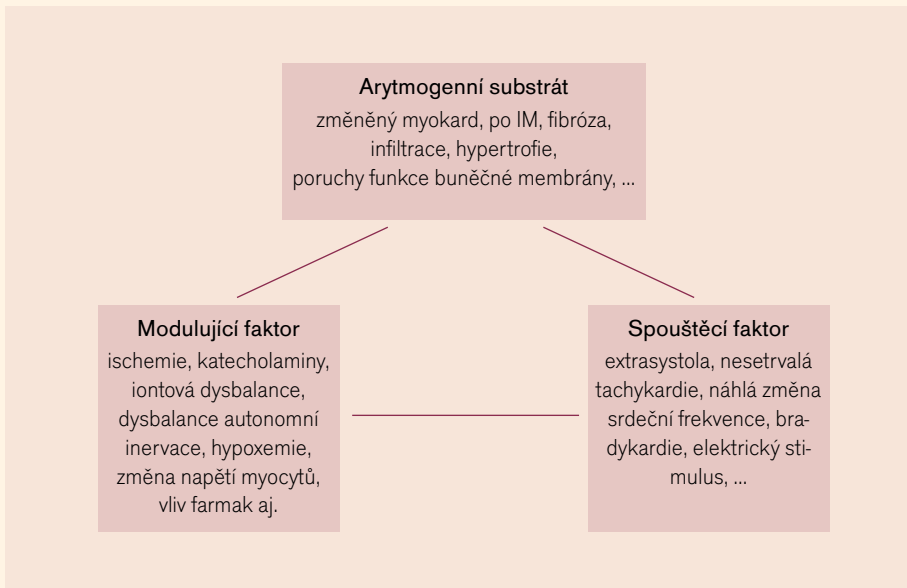 Arytmogenní substrát
změněný myokard, po IM, fibróza,
infiltrace, hypertrofie,
poruchy funkce buněčné membrány, ...
Modulující faktor
ischemie, katecholaminy,
iontová dysbalance,
dysbalance autonomní
inervace, hypoxemie,
změna napětí myocytů,
vliv farmak aj.
Spouštěcí faktor
extrasystola, nesetrvalá
tachykardie, náhlá změna
srdeční frekvence, bra-
dykardie, elektrický sti-
mulus, ...